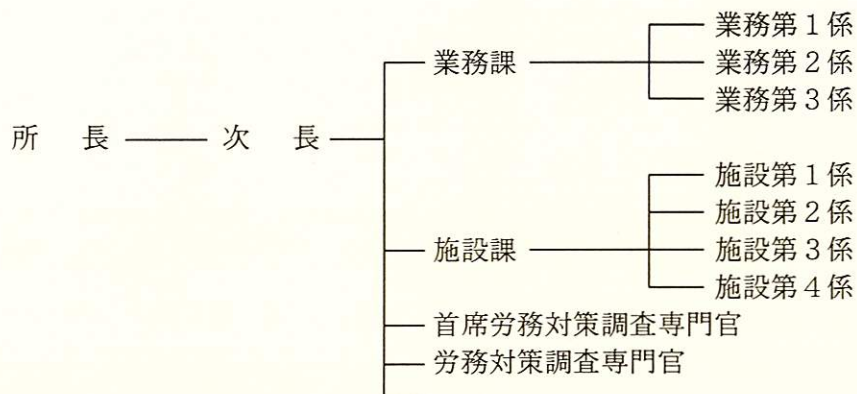 業務第1係
業務課
業務第2係
業務第3係
所長
次長
施設第1係
施設第2係
施設課
施設第3係
施設第4係
首席労務対策調査専門官
労務対策調査専門官